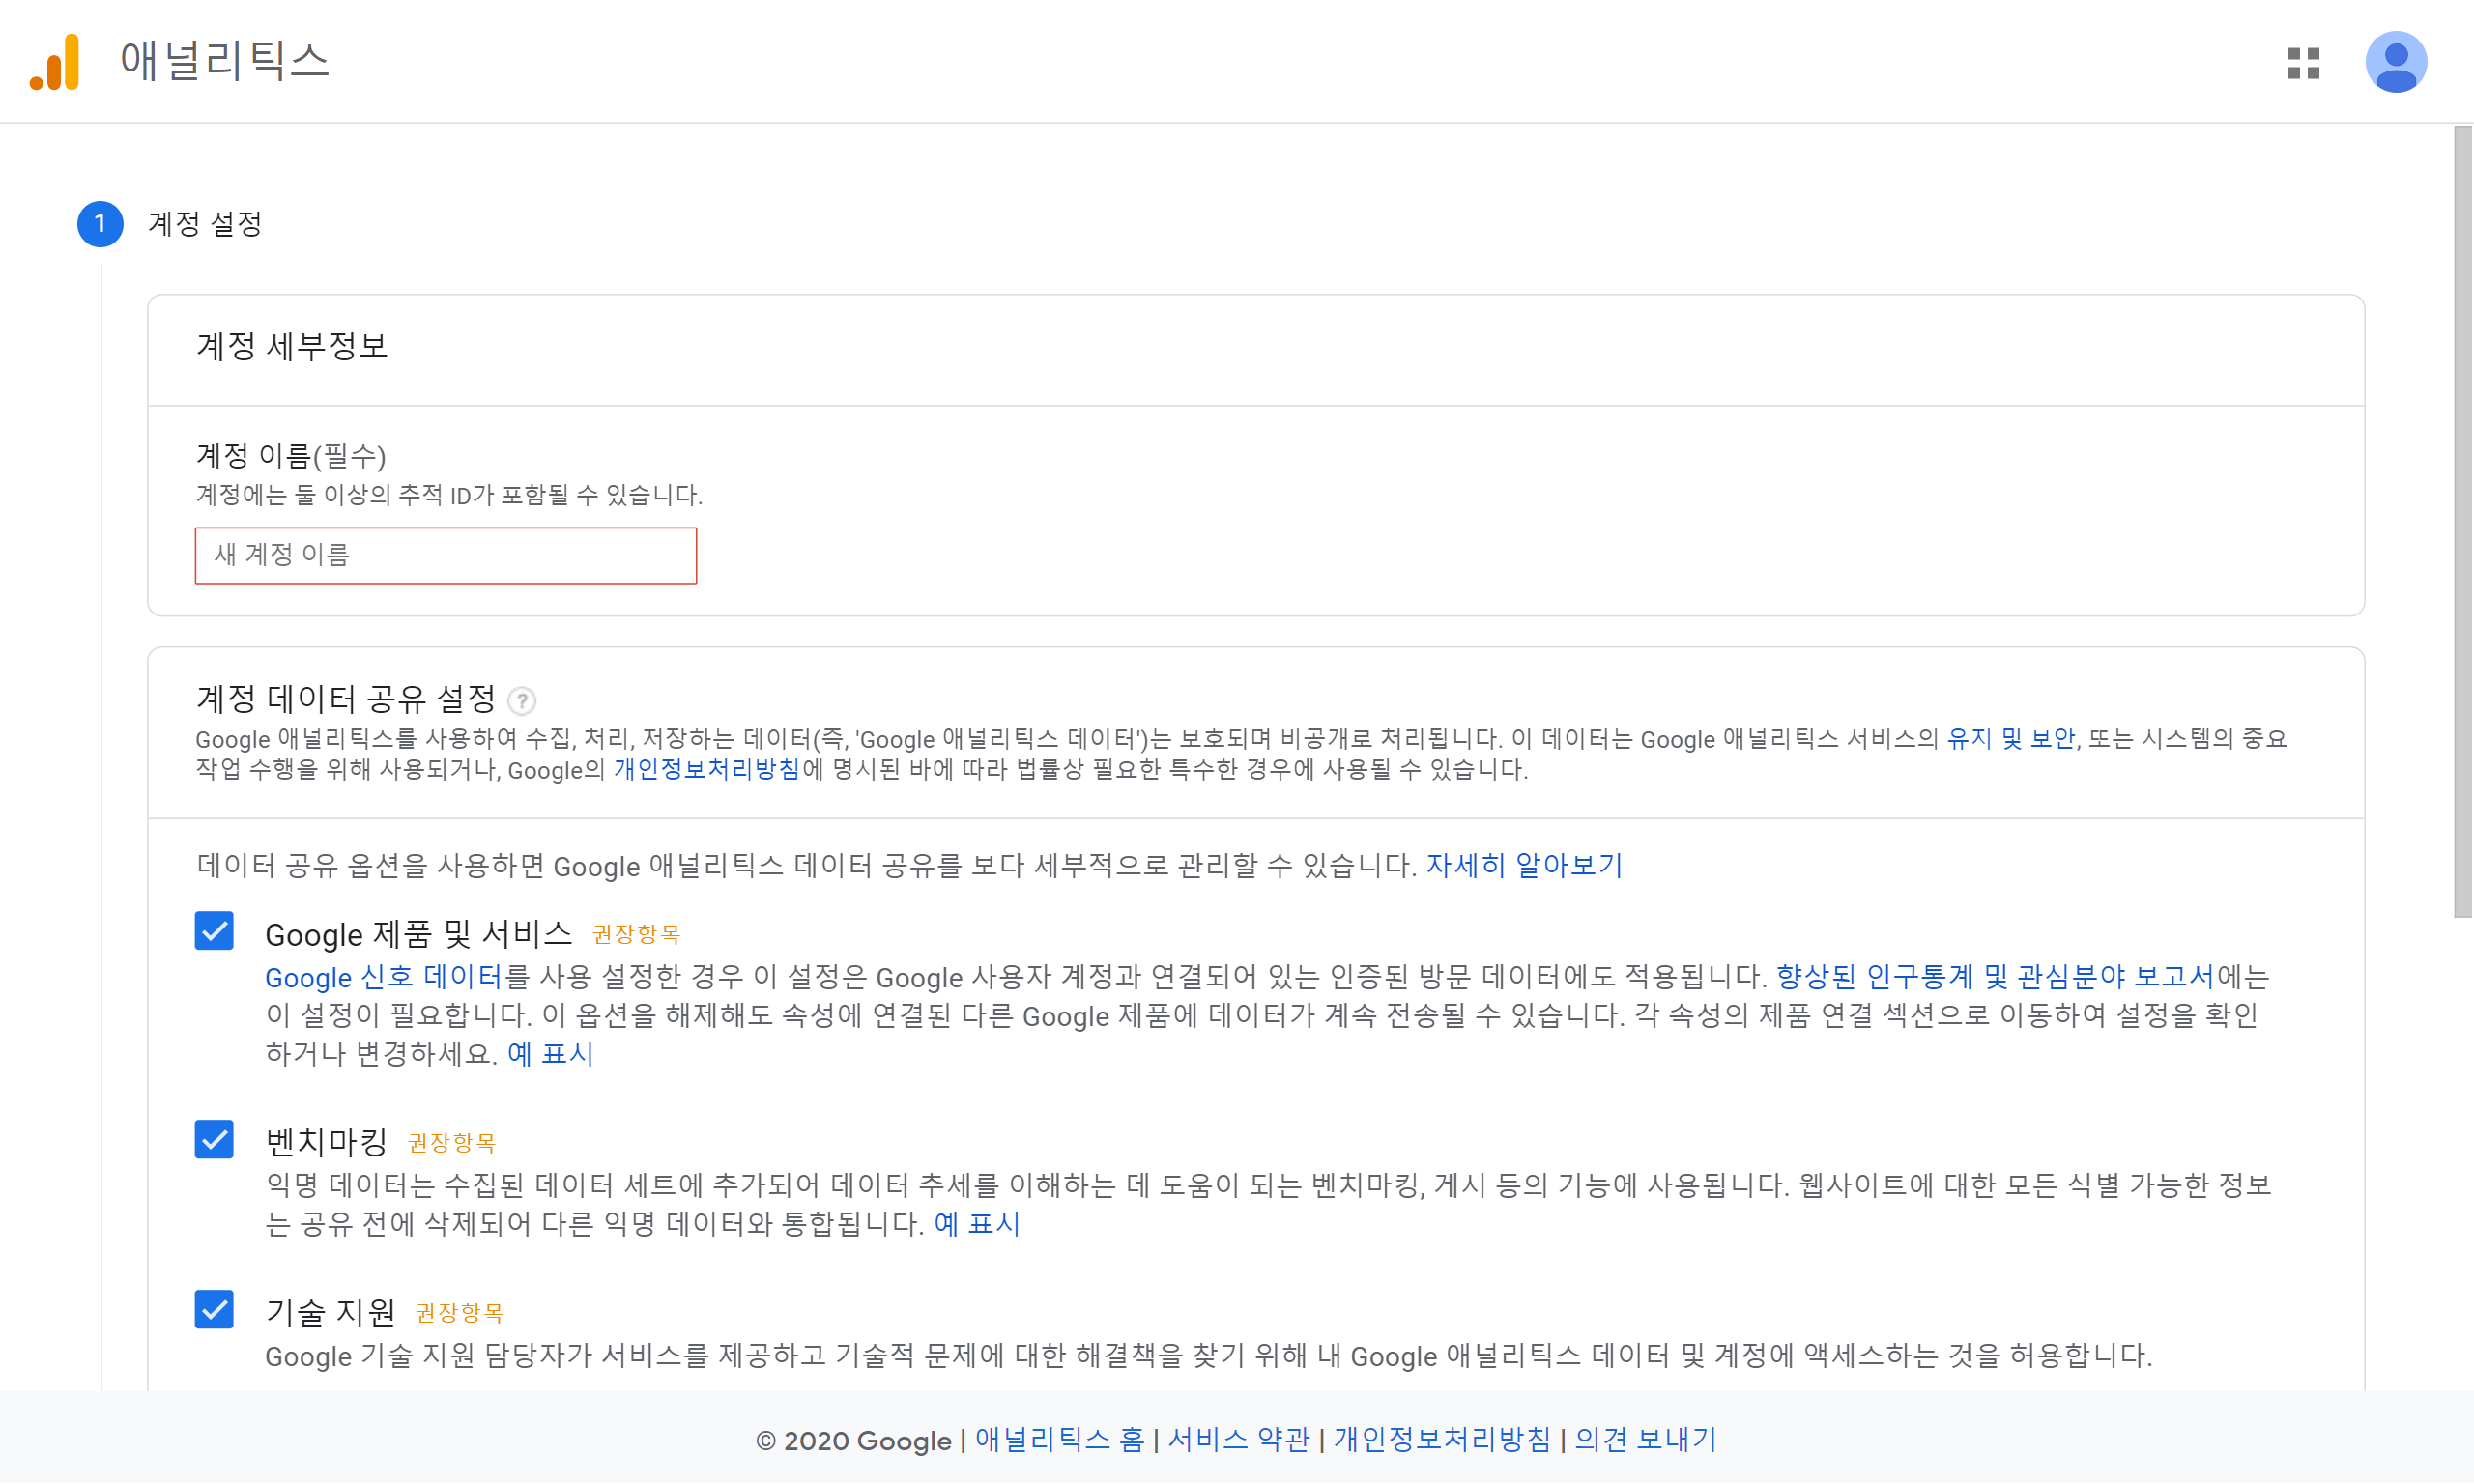 애널리틱스
1 계정 설정
계정 세부정보
계정 이름(필수)
계정에는 둘 이상의 추적 ID가 포함될 수 있습니다.
새 계정 이름
계정 데이터 공유 설정 ?
Google 애널리틱스를 사용하여 수집, 처리, 저장하는 데이터(즉, 'Google 애널리틱스 데이터')는 보호되며 비공개로 처리됩니다. 이 데이터는 Google 애널리틱스 서비스의 유지 및 보안, 또는 시스템의 중요
작업 수행을 위해 사용되거나, Google의 개인정보처리방침에 명시된 바에 따라 법률상 필요한 특수한 경우에 사용될 수 있습니다.
데이터 공유 옵션을 사용하면 Google 애널리틱스 데이터 공유를 보다 세부적으로 관리할 수 있습니다. 자세히 알아보기
Google 제품 및 서비스 권장항목
Google 신호 데이터를 사용 설정한 경우 이 설정은 Google 사용자 계정과 연결되어 있는 인증된 방문 데이터에도 적용됩니다. 향상된 인구통계 및 관심분야 보고서에는
이 설정이 필요합니다. 이 옵션을 해제해도 속성에 연결된 다른 Google 제품에 데이터가 계속 전송될 수 있습니다. 각 속성의 제품 연결 섹션으로 이동하여 설정을 확인
하거나 변경하세요. 예 표시
벤치마킹 권장항목
익명 데이터는 수집된 데이터 세트에 추가되어 데이터 추세를 이해하는 데 도움이 되는 벤치마킹, 게시 등의 기능에 사용됩니다. 웹사이트에 대한 모든 식별 가능한 정보
는 공유 전에 삭제되어 다른 익명 데이터와 통합됩니다. 예 표시
기술 지원 권장항목
Google 기술 지원 담당자가 서비스를 제공하고 기술적 문제에 대한 해결책을 찾기 위해 내 Google 애널리틱스 데이터 및 계정에 액세스하는 것을 허용합니다.
© 2020 Google | 애널리틱스 홈 | 서비스 약관 | 개인정보처리방침 | 의견 보내기